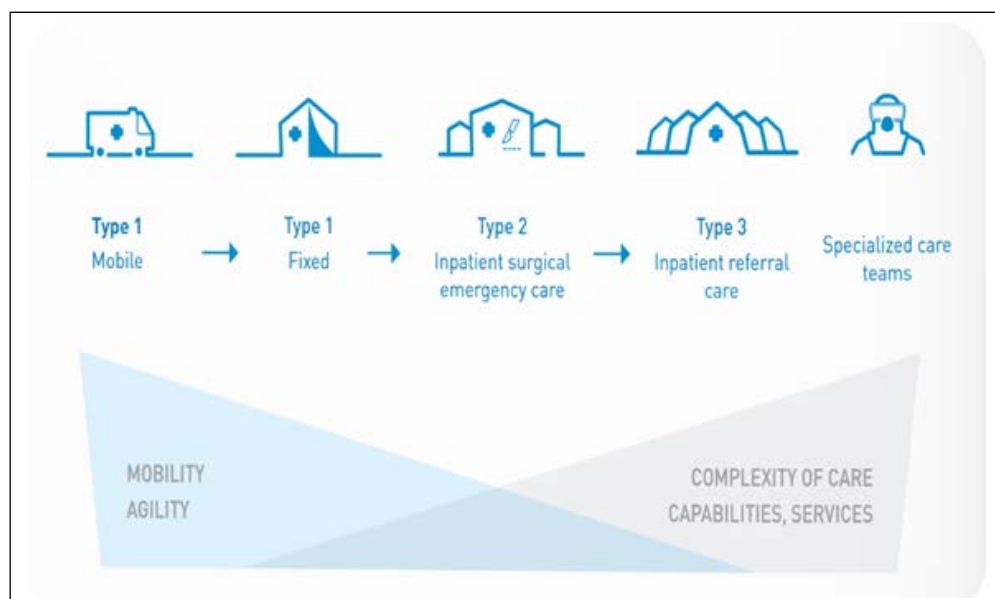 Type 1
Mobile
Type 1
Fixed
Type 2
Inpatient surgical
emergency care
Type 3
Inpatient referral
care
Specialized care
teams
MOBILITY
AGILITY
COMPLEXITY OF CARE
CAPABILITIES, SERVICES